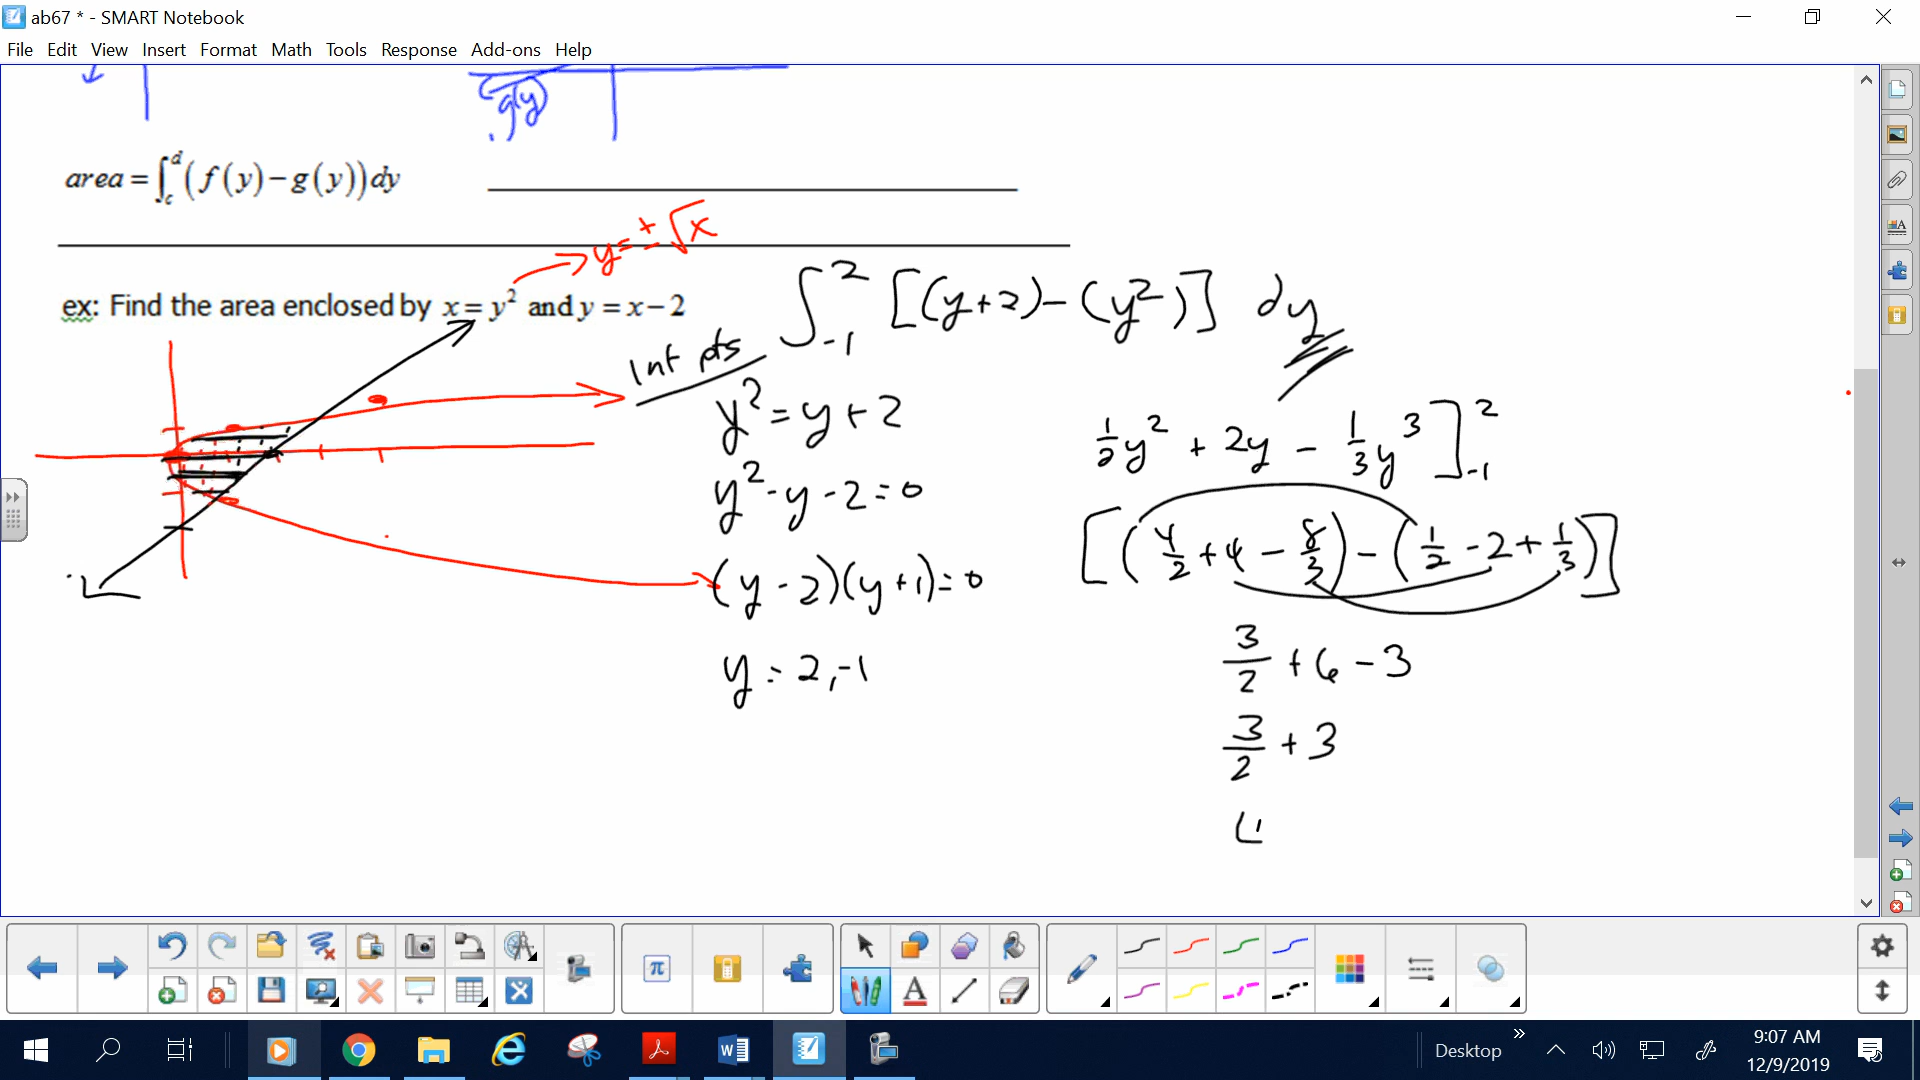 ab67 * - SMART Notebook
File Edit View Insert Format Math Tools Response Add-ons Help
g(y)
area = ∫_c^d (f(y) − g(y))dy
y = ± √x
ex: Find the area enclosed by x = y² and y = x − 2
∫_{-1}^{2} [(y+2) − (y²)] dy
Int pts
y² = y + 2
y² - y - 2 = 0
(y - 2)(y + 1) = 0
y = 2, -1
½y² + 2y − ⅓y³ ]_{-1}^{2}
[(4/2 + 4 − 8/3) − (1/2 − 2 + 1/3)]
3/2 + 6 − 3
3/2 + 3
π
A
W
Desktop
9:07 AM
12/9/2019